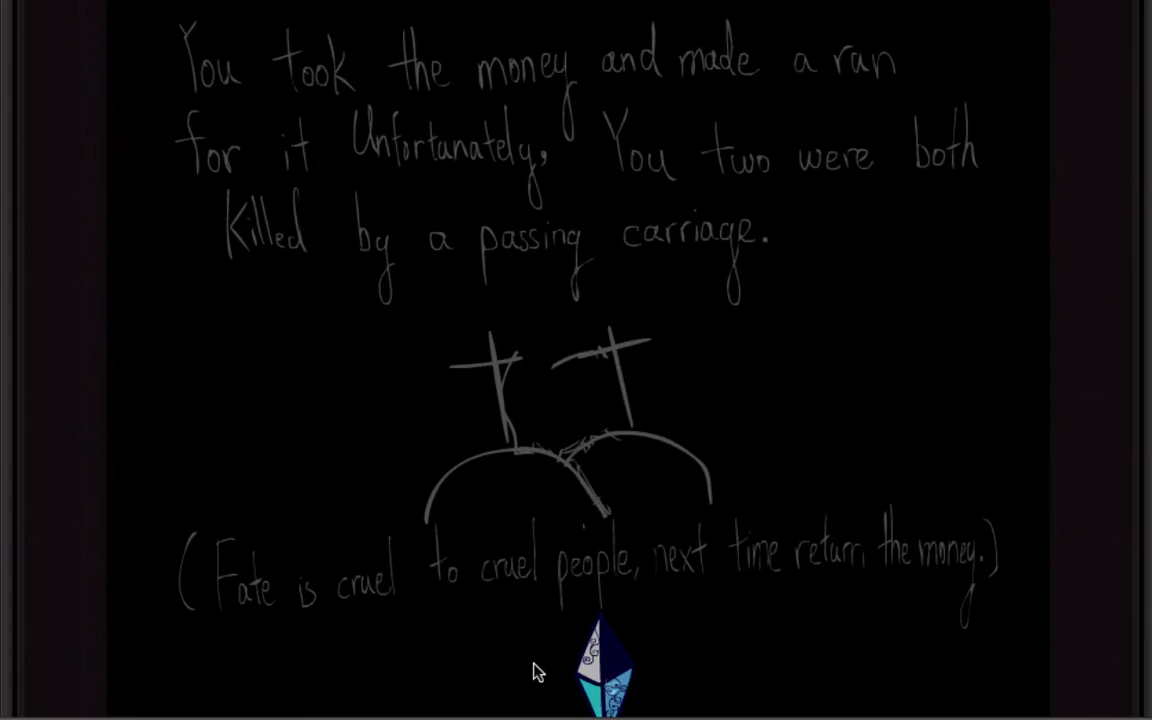 You took the money and made a run
for it. Unfortunately, You two were both
Killed by a passing carriage.
(Fate is cruel to cruel people, next time return the money.)